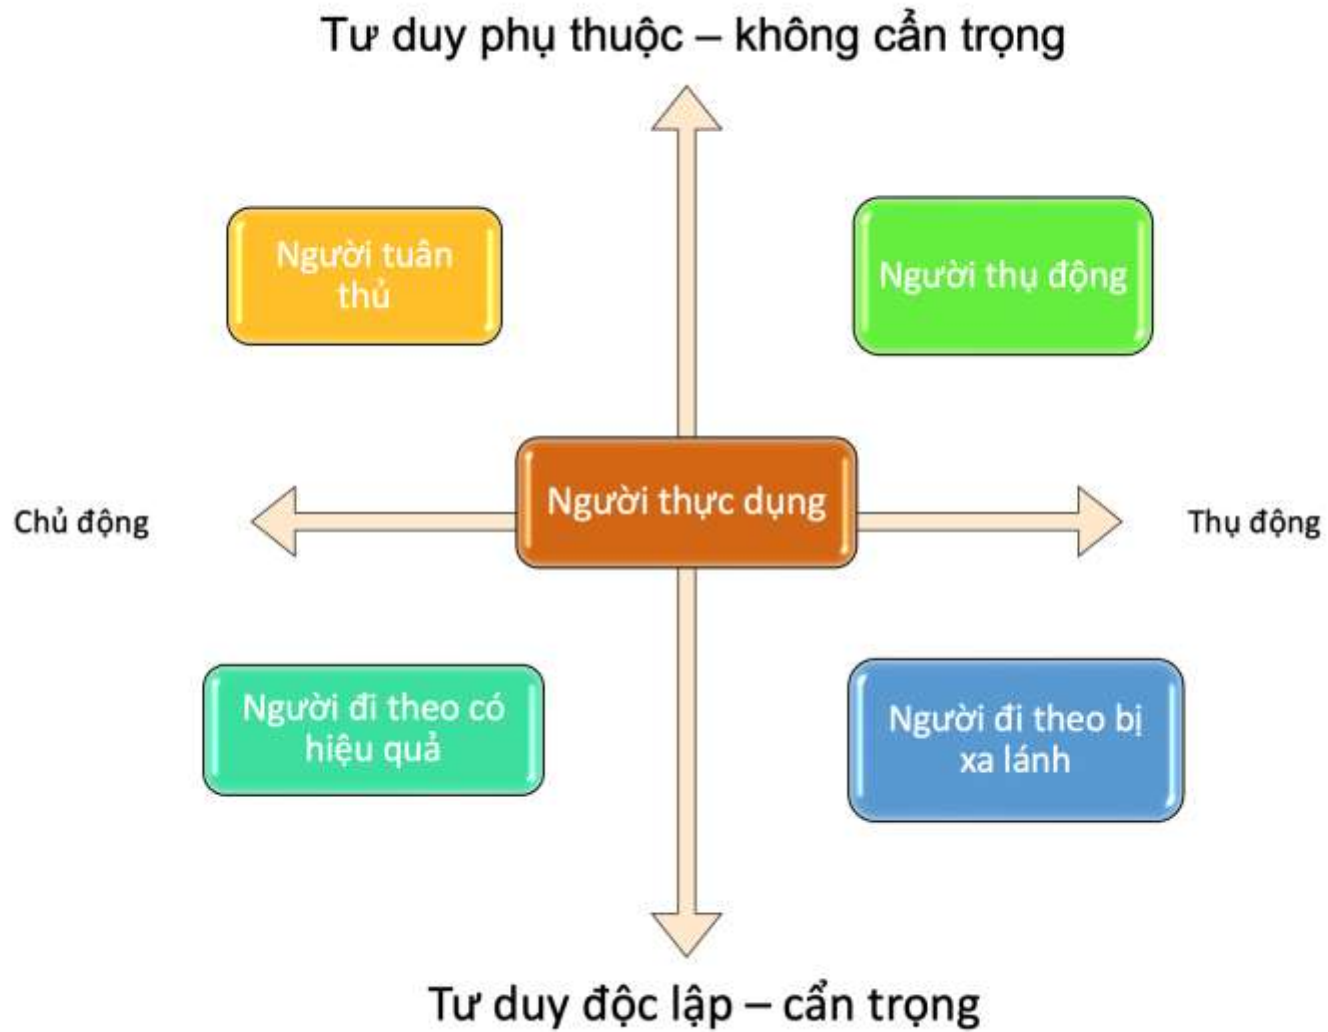 Tư duy phụ thuộc – không cẩn trọng
Người tuân
thủ
Người thụ động
Chủ động
Người thực dụng
Thụ động
Người đi theo có
hiệu quả
Người đi theo bị
xa lánh
Tư duy độc lập – cẩn trọng